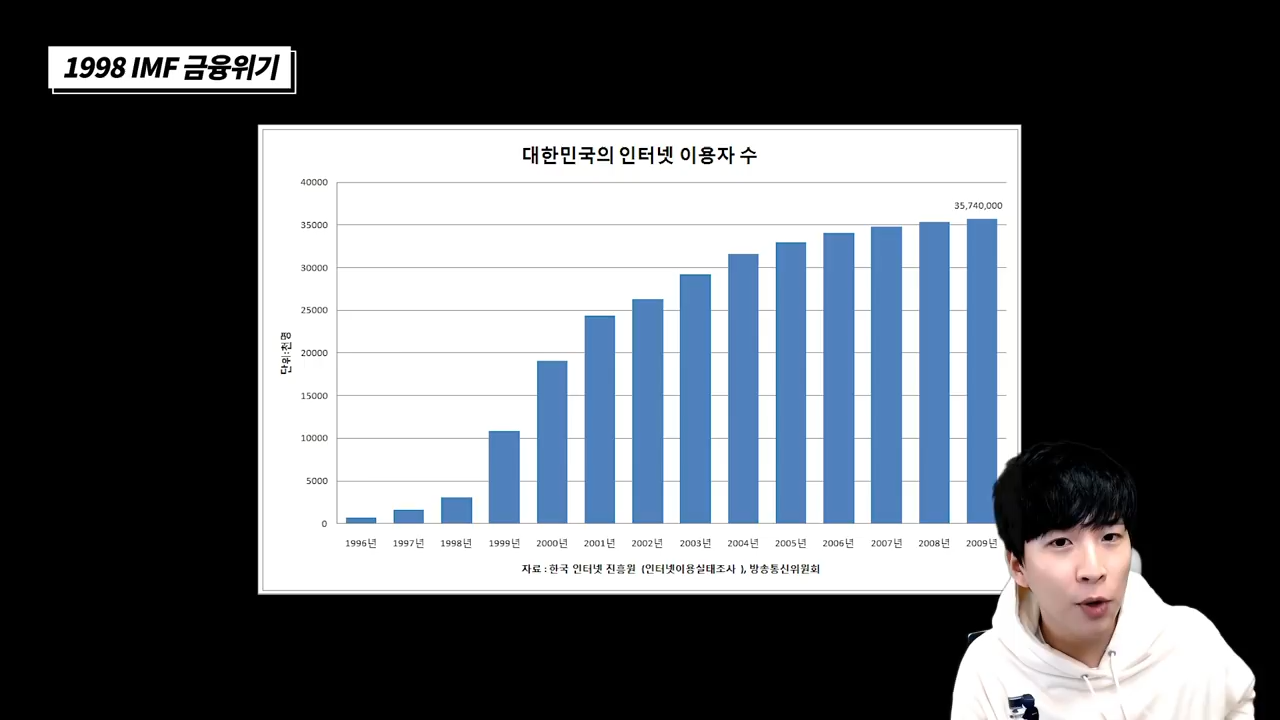 1998 IMF 금융위기
대한민국의 인터넷 이용자 수
40000
35,740,000
35000
30000
25000
단위:천명
20000
15000
10000
5000
0
1996년 1997년 1998년 1999년 2000년 2001년 2002년 2003년 2004년 2005년 2006년 2007년 2008년 2009년
자료 : 한국 인터넷 진흥원 (인터넷이용실태조사 ), 방송통신위원회